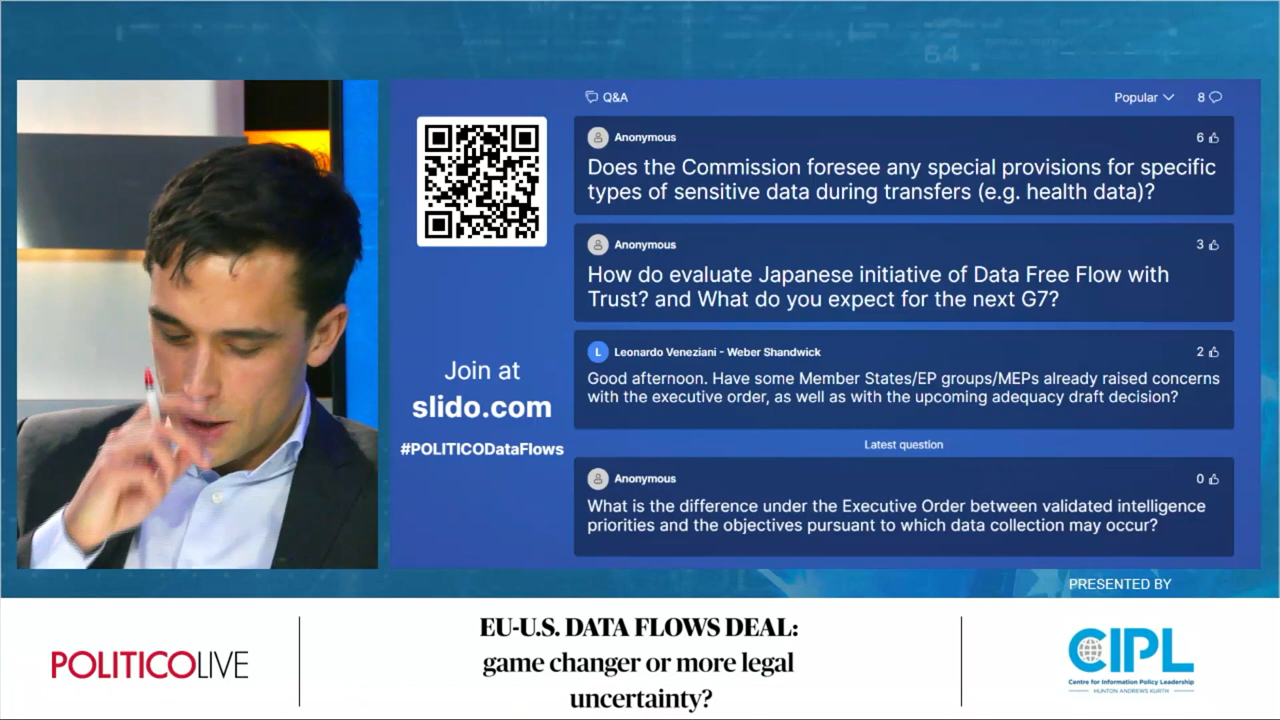 64
Q&A
Popular
8
Anonymous
6
Does the Commission foresee any special provisions for specific
types of sensitive data during transfers (e.g. health data)?
Anonymous
3
How do evaluate Japanese initiative of Data Free Flow with
Trust? and What do you expect for the next G7?
L
Leonardo Veneziani - Weber Shandwick
2
Good afternoon. Have some Member States/EP groups/MEPs already raised concerns
with the executive order, as well as with the upcoming adequacy draft decision?
Latest question
Anonymous
0
What is the difference under the Executive Order between validated intelligence
priorities and the objectives pursuant to which data collection may occur?
Join at
slido.com
#POLITICODataFlows
PRESENTED BY
POLITICOLIVE
EU-U.S. DATA FLOWS DEAL:
game changer or more legal
uncertainty?
CIPL
Centre for Information Policy Leadership
HUNTON ANDREWS KURTH